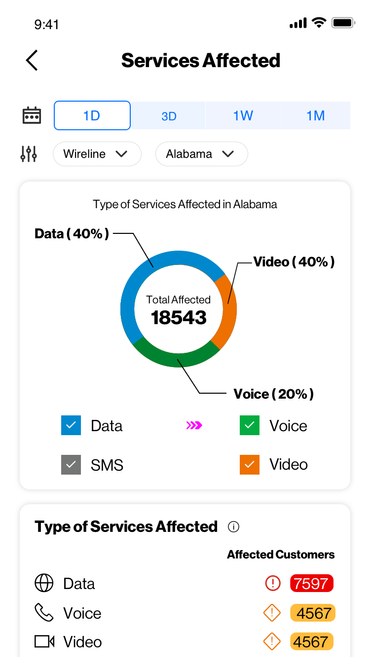 9:41
Services Affected
1D 3D 1W 1M
Wireline Alabama
Type of Services Affected in Alabama
Data ( 40% )
Video ( 40% )
Total Affected
18543
Voice ( 20% )
Data Voice
SMS Video
Type of Services Affected
Affected Customers
Data 7597
Voice 4567
Video 4567